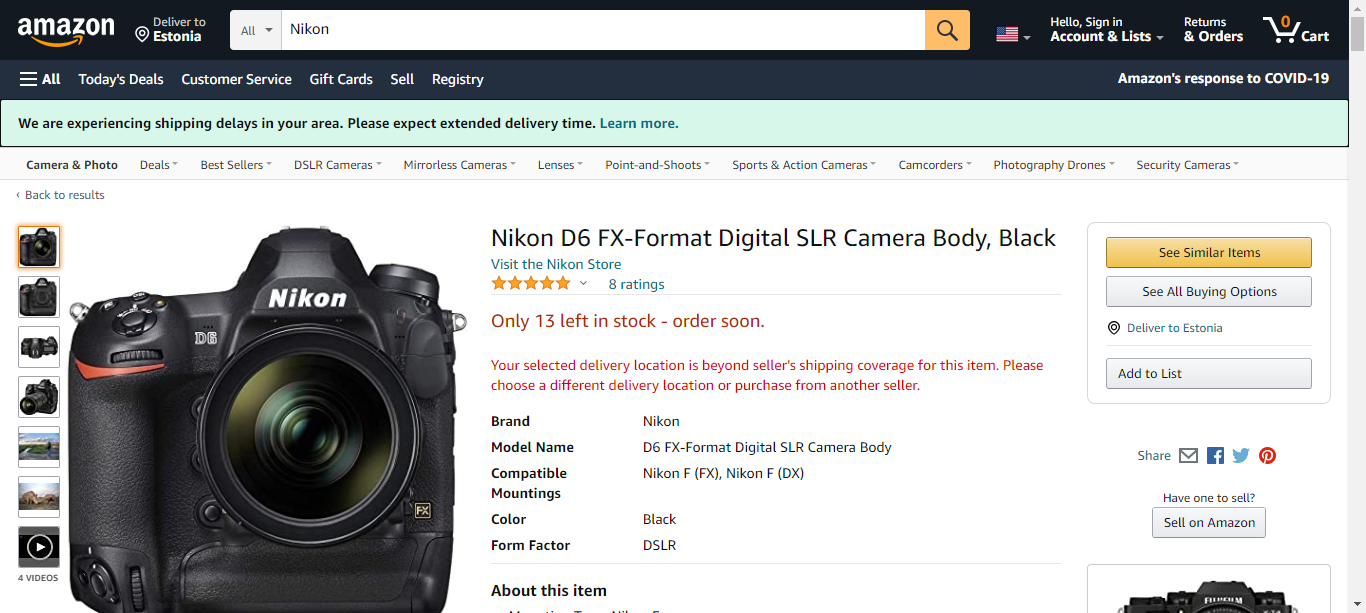 amazon
Deliver to
Estonia
All
Nikon
Hello, Sign in
Account & Lists
Returns
& Orders
0
Cart
All
Today's Deals
Customer Service
Gift Cards
Sell
Registry
Amazon's response to COVID-19
We are experiencing shipping delays in your area. Please expect extended delivery time. Learn more.
Camera & Photo
Deals
Best Sellers
DSLR Cameras
Mirrorless Cameras
Lenses
Point-and-Shoots
Sports & Action Cameras
Camcorders
Photography Drones
Security Cameras
‹ Back to results
4 VIDEOS
Nikon
D6
FX
Nikon D6 FX-Format Digital SLR Camera Body, Black
Visit the Nikon Store
8 ratings
Only 13 left in stock - order soon.
Your selected delivery location is beyond seller's shipping coverage for this item. Please
choose a different delivery location or purchase from another seller.
Brand Nikon
Model Name D6 FX-Format Digital SLR Camera Body
Compatible Nikon F (FX), Nikon F (DX)
Mountings
Color Black
Form Factor DSLR
About this item
See Similar Items
See All Buying Options
Deliver to Estonia
Add to List
Share
Have one to sell?
Sell on Amazon
FUJIFILM